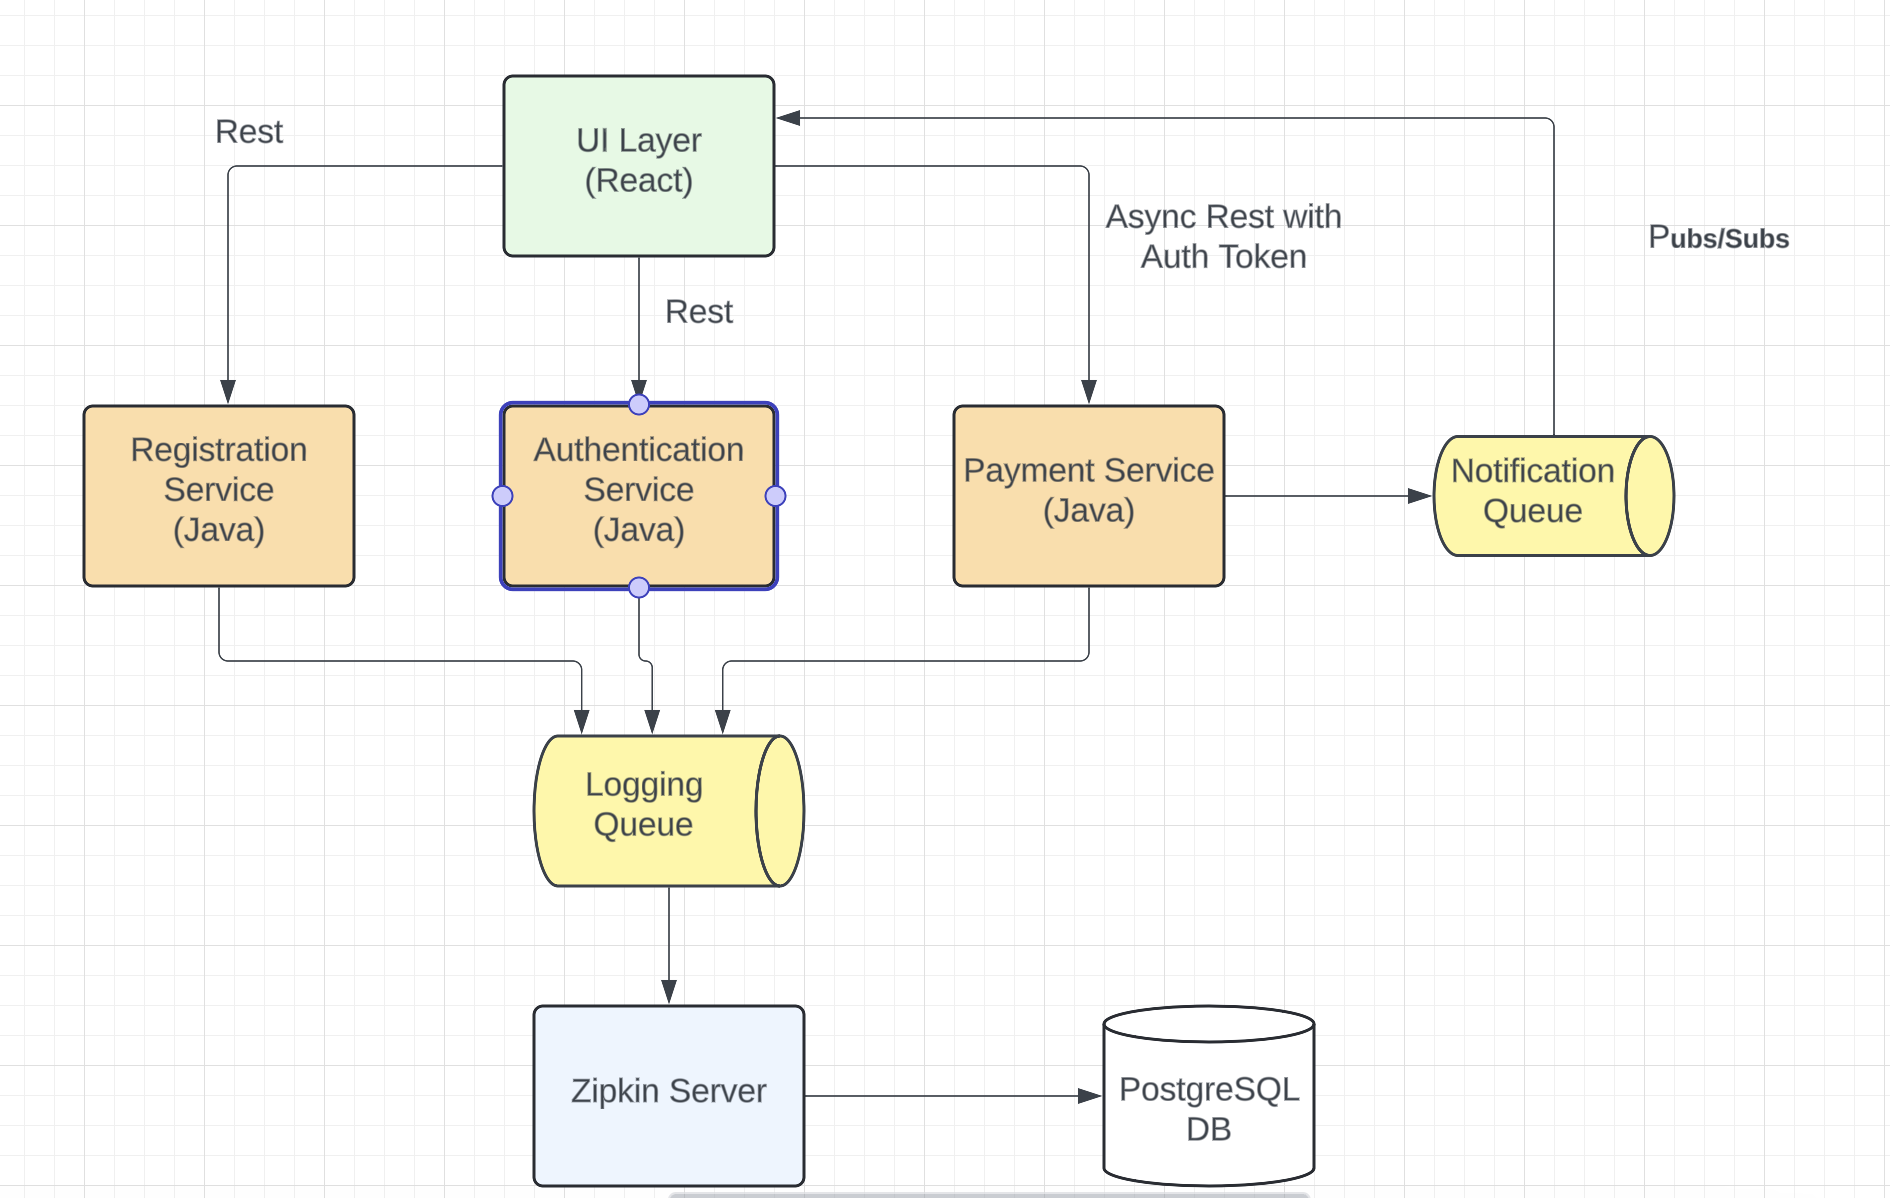 Rest
UI Layer
(React)
Async Rest with
Auth Token
Pubs/Subs
Rest
Registration
Service
(Java)
Authentication
Service
(Java)
Payment Service
(Java)
Notification
Queue
Logging
Queue
Zipkin Server
PostgreSQL
DB